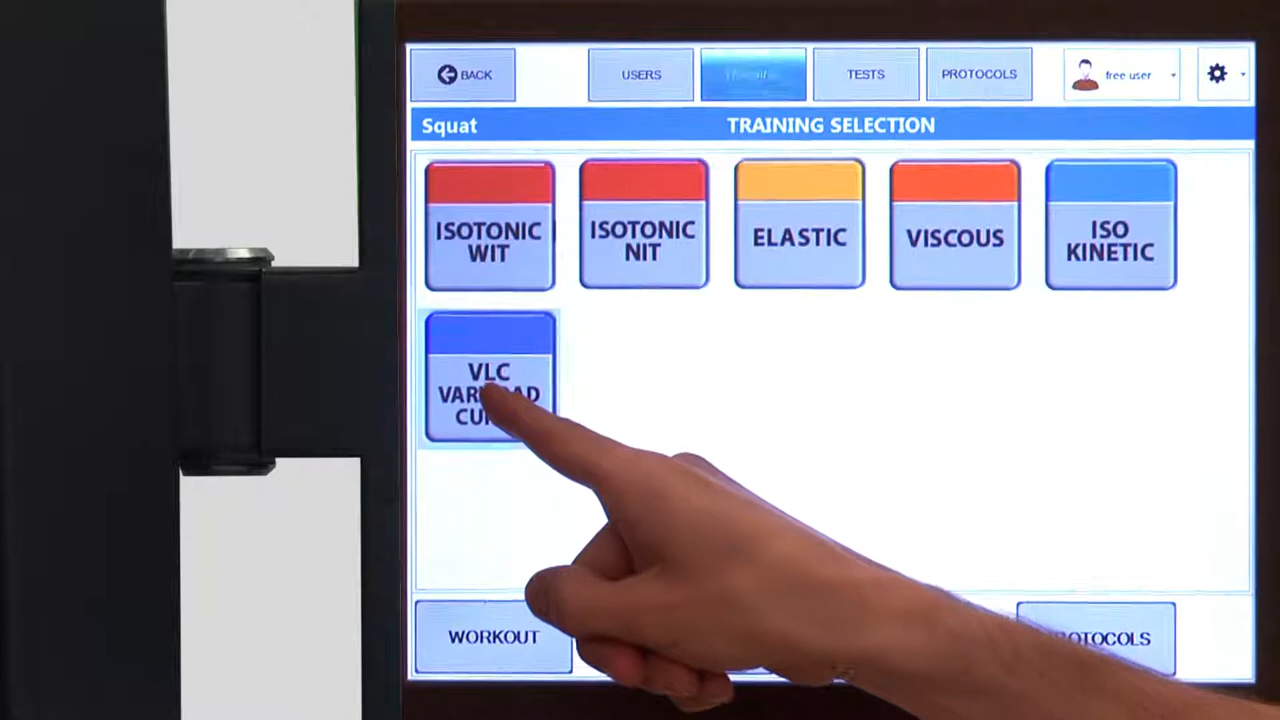 BACK
USERS
TESTS
PROTOCOLS
free user
Squat
TRAINING SELECTION
ISOTONIC
WIT
ISOTONIC
NIT
ELASTIC
VISCOUS
ISO
KINETIC
VLC
WORKOUT